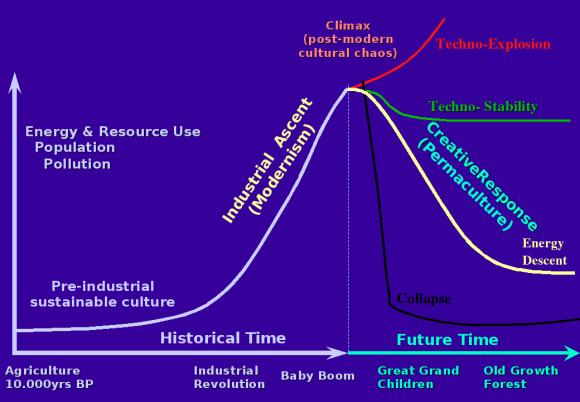 Climax
(post-modern
cultural chaos)
Techno-Explosion
Techno- Stability
Energy & Resource Use
Population
Pollution
Industrial Ascent
(Modernism)
CreativeResponse
(Permaculture)
Energy
Descent
Pre-industrial
sustainable culture
Collapse
Historical Time
Future Time
Agriculture
10.000yrs BP
Industrial
Revolution
Baby Boom
Great Grand
Children
Old Growth
Forest